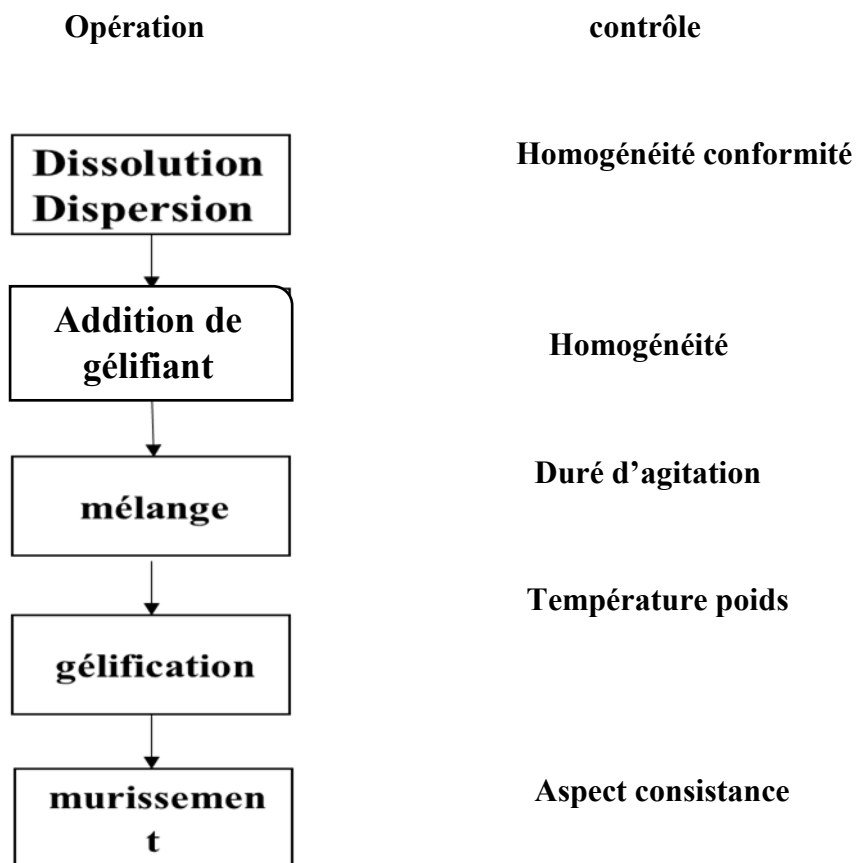 Opération contrôle
Homogénéité conformité
Dissolution
Dispersion
Addition de
gélifiant
Homogénéité
Duré d’agitation
mélange
Température poids
gélification
Aspect consistance
murissemen
t